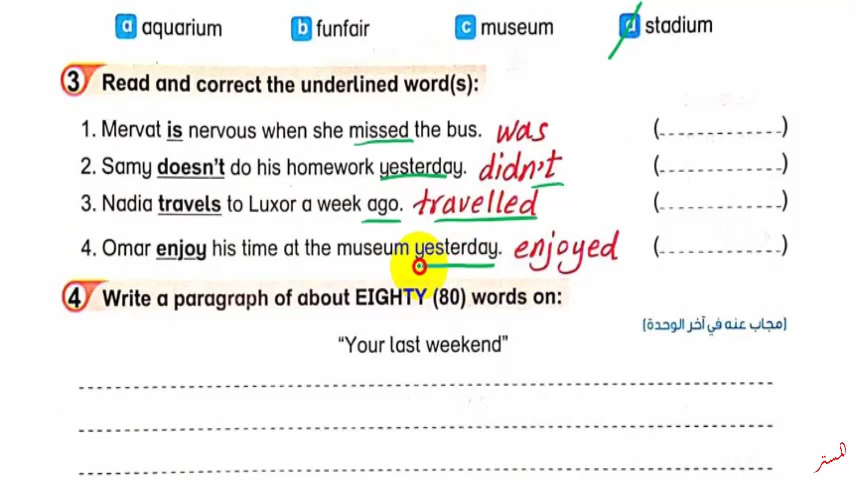 a aquarium b funfair c museum d stadium
3 Read and correct the underlined word(s):
1. Mervat is nervous when she missed the bus. was (.............)
2. Samy doesn't do his homework yesterday. didn't (.............)
3. Nadia travels to Luxor a week ago. travelled (.............)
4. Omar enjoy his time at the museum yesterday. enjoyed (.............)
4 Write a paragraph of about EIGHTY (80) words on:
(مجاب عنه في آخر الوحدة)
“Your last weekend”
المستر